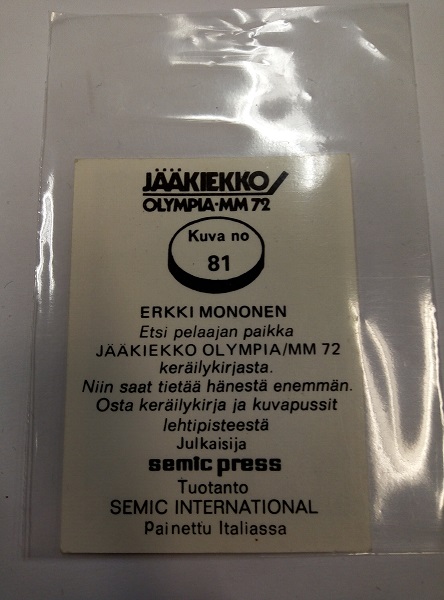 JÄÄKIEKKO/
OLYMPIA-MM 72
Kuva no
81
ERKKI MONONEN
Etsi pelaajan paikka
JÄÄKIEKKO OLYMPIA/MM 72
keräilykirjasta.
Niin saat tietää hänestä enemmän.
Osta keräilykirja ja kuvapussit
lehtipisteestä
Julkaisija
semic press
Tuotanto
SEMIC INTERNATIONAL
Painettu Italiassa